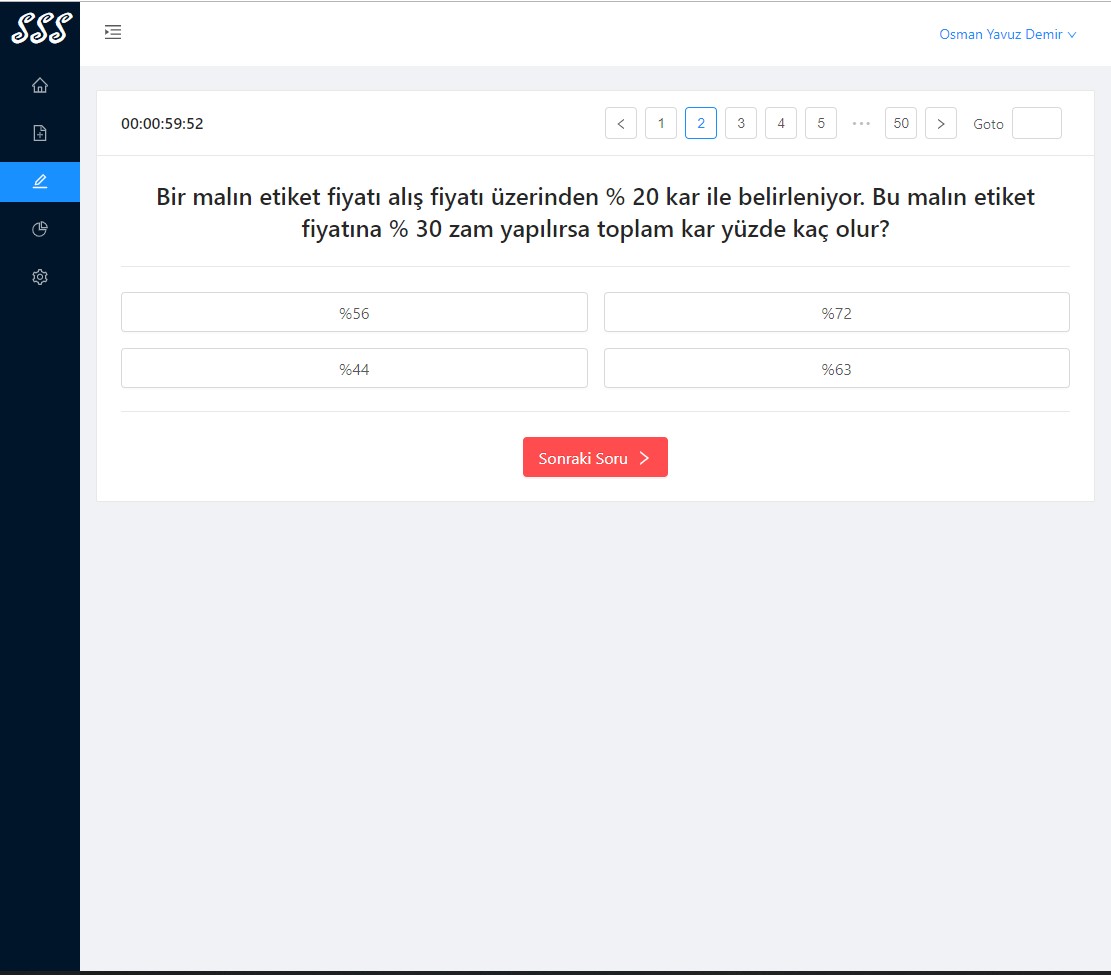 SSS
Osman Yavuz Demir
00:00:59:52
1 2 3 4 5 ••• 50 Goto
Bir malın etiket fiyatı alış fiyatı üzerinden % 20 kar ile belirleniyor. Bu malın etiket
fiyatına % 30 zam yapılırsa toplam kar yüzde kaç olur?
%56 %72
%44 %63
Sonraki Soru